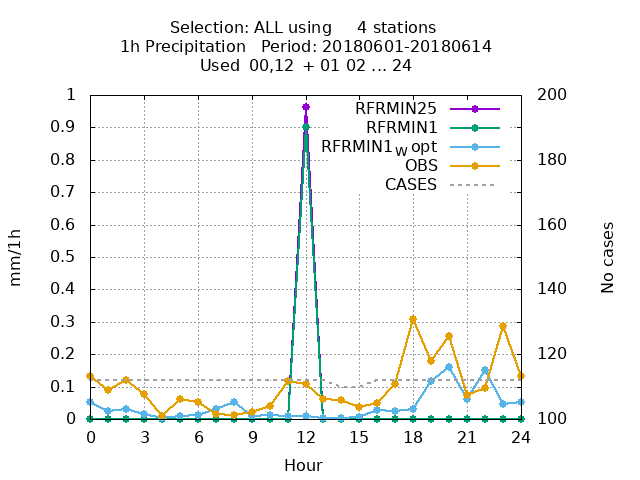 Selection: ALL using     4 stations
1h Precipitation   Period: 20180601-20180614
Used  00,12  + 01 02 ... 24
1
0.9
0.8
0.7
0.6
0.5
0.4
0.3
0.2
0.1
0
mm/1h
200
180
160
140
120
100
No cases
RFRMIN25
RFRMIN1
RFRMIN1w opt
OBS
CASES
0 3 6 9 12 15 18 21 24
Hour